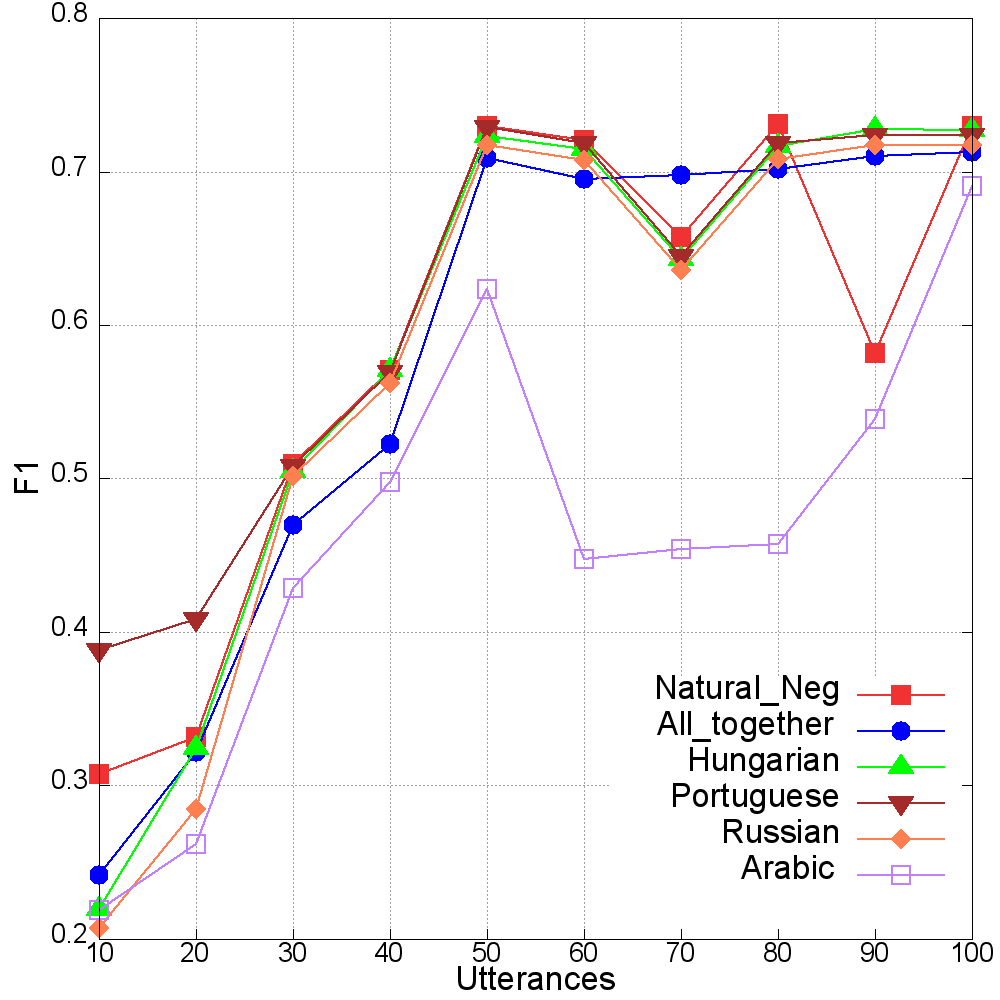 0.8
0.7
0.6
0.5
0.4
0.3
0.2
F1
Natural_Neg
All_together
Hungarian
Portuguese
Russian
Arabic
10 20 30 40 50 60 70 80 90 100
Utterances